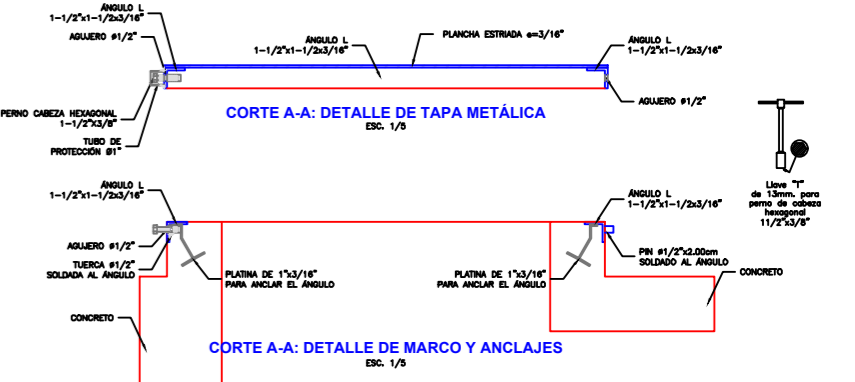 ÁNGULO L
1-1/2"x1-1/2x3/16"
AGUJERO ø1/2"
ÁNGULO L
1-1/2"x1-1/2x3/16"
PLANCHA ESTRIADA e=3/16"
ÁNGULO L
1-1/2"x1-1/2x3/16"
AGUJERO ø1/2"
PERNO CABEZA HEXAGONAL
1-1/2"X3/8"
TUBO DE
PROTECCIÓN Ø1"
CORTE A-A: DETALLE DE TAPA METÁLICA
ESC. 1/5
Llave "T"
de 13mm. para
perno de cabeza
hexagonal
11/2"x3/8"
ÁNGULO L
1-1/2"x1-1/2x3/16"
AGUJERO ø1/2"
TUERCA ø1/2"
SOLDADA AL ÁNGULO
PLATINA DE 1"x3/16"
PARA ANCLAR EL ÁNGULO
PLATINA DE 1"x3/16"
PARA ANCLAR EL ÁNGULO
ÁNGULO L
1-1/2"x1-1/2x3/16"
PIN ø1/2"x2.00cm
SOLDADO AL ÁNGULO
CONCRETO
CONCRETO
CORTE A-A: DETALLE DE MARCO Y ANCLAJES
ESC. 1/5